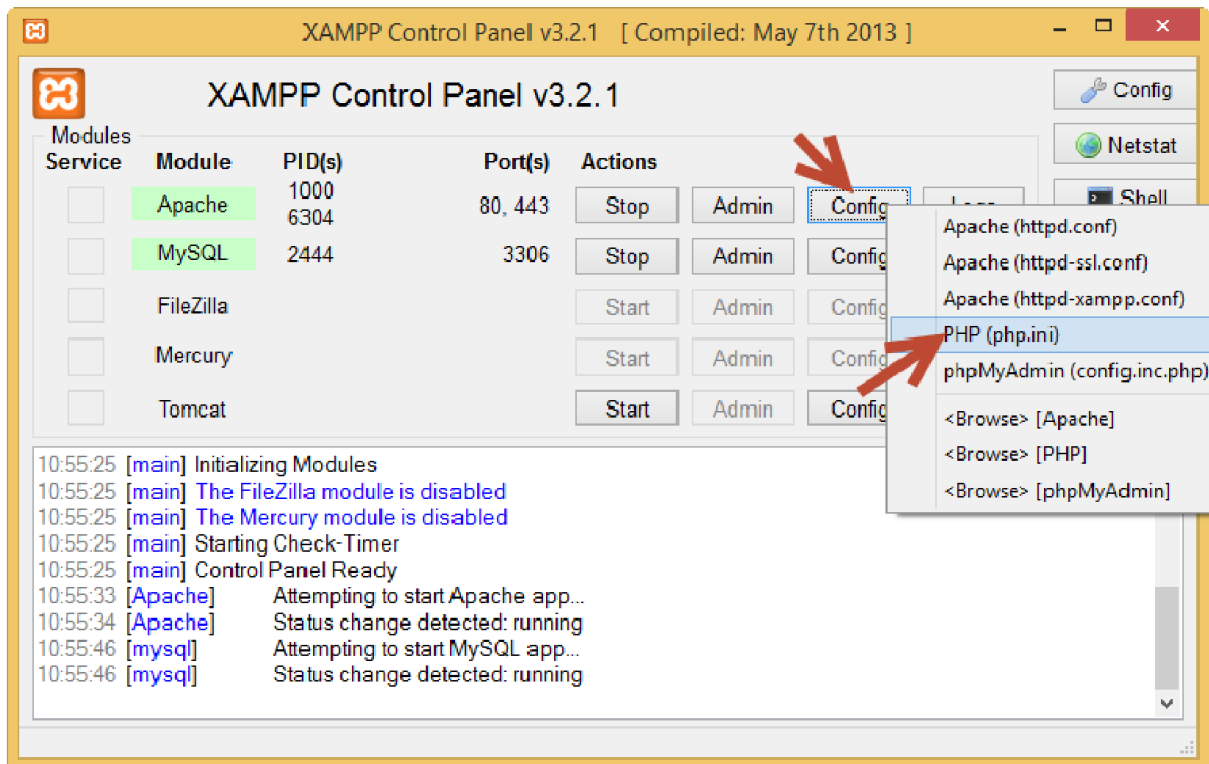 XAMPP Control Panel v3.2.1 [ Compiled: May 7th 2013 ]
XAMPP Control Panel v3.2.1
Config
Netstat
Shell
Modules
Service Module PID(s) Port(s) Actions
Apache 1000 80, 443 Stop Admin Config
6304
MySQL 2444 3306 Stop Admin Config
FileZilla Start Admin Config
Mercury Start Admin Config
Tomcat Start Admin Config
Apache (httpd.conf)
Apache (httpd-ssl.conf)
Apache (httpd-xampp.conf)
PHP (php.ini)
phpMyAdmin (config.inc.php)
<Browse> [Apache]
<Browse> [PHP]
<Browse> [phpMyAdmin]
10:55:25 [main] Initializing Modules
10:55:25 [main] The FileZilla module is disabled
10:55:25 [main] The Mercury module is disabled
10:55:25 [main] Starting Check-Timer
10:55:25 [main] Control Panel Ready
10:55:33 [Apache] Attempting to start Apache app...
10:55:34 [Apache] Status change detected: running
10:55:46 [mysql] Attempting to start MySQL app...
10:55:46 [mysql] Status change detected: running